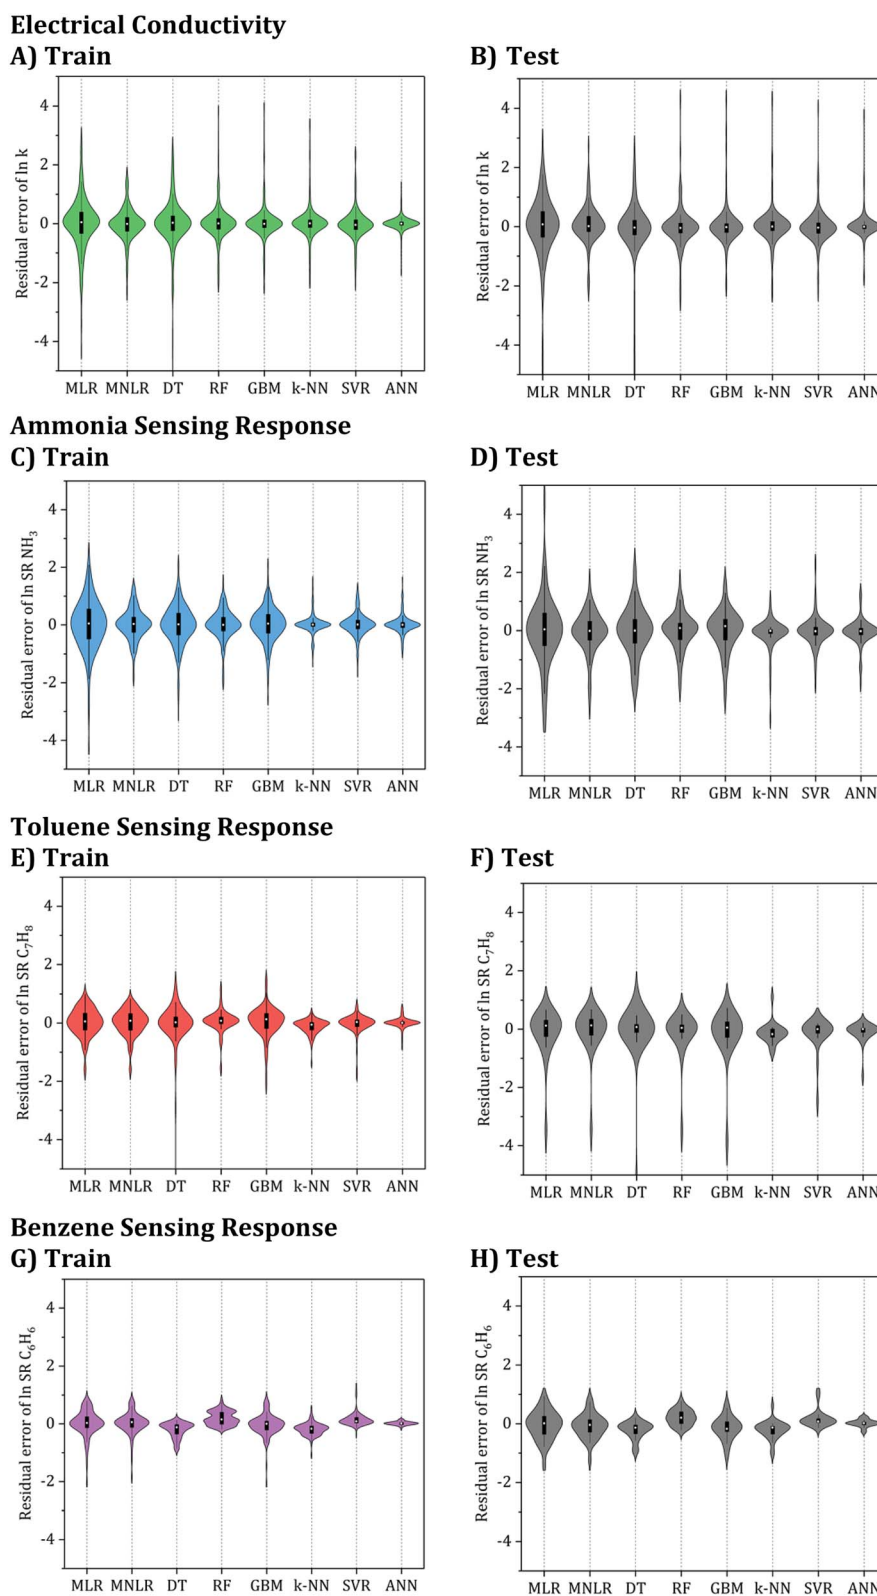 Electrical Conductivity
A) Train
B) Test
Residual error of ln k
4
2
0
-2
-4
MLR MNLR DT RF GBM k-NN SVR ANN
Residual error of ln k
4
2
0
-2
-4
MLR MNLR DT RF GBM k-NN SVR ANN
Ammonia Sensing Response
C) Train
D) Test
Residual error of ln SR NH₃
4
2
0
-2
-4
MLR MNLR DT RF GBM k-NN SVR ANN
Residual error of ln SR NH₃
4
2
0
-2
-4
MLR MNLR DT RF GBM k-NN SVR ANN
Toluene Sensing Response
E) Train
F) Test
Residual error of ln SR C₇H₈
4
2
0
-2
-4
MLR MNLR DT RF GBM k-NN SVR ANN
Residual error of ln SR C₇H₈
4
2
0
-2
-4
MLR MNLR DT RF GBM k-NN SVR ANN
Benzene Sensing Response
G) Train
H) Test
Residual error of ln SR C₆H₆
4
2
0
-2
-4
MLR MNLR DT RF GBM k-NN SVR ANN
Residual error of ln SR C₆H₆
4
2
0
-2
-4
MLR MNLR DT RF GBM k-NN SVR ANN